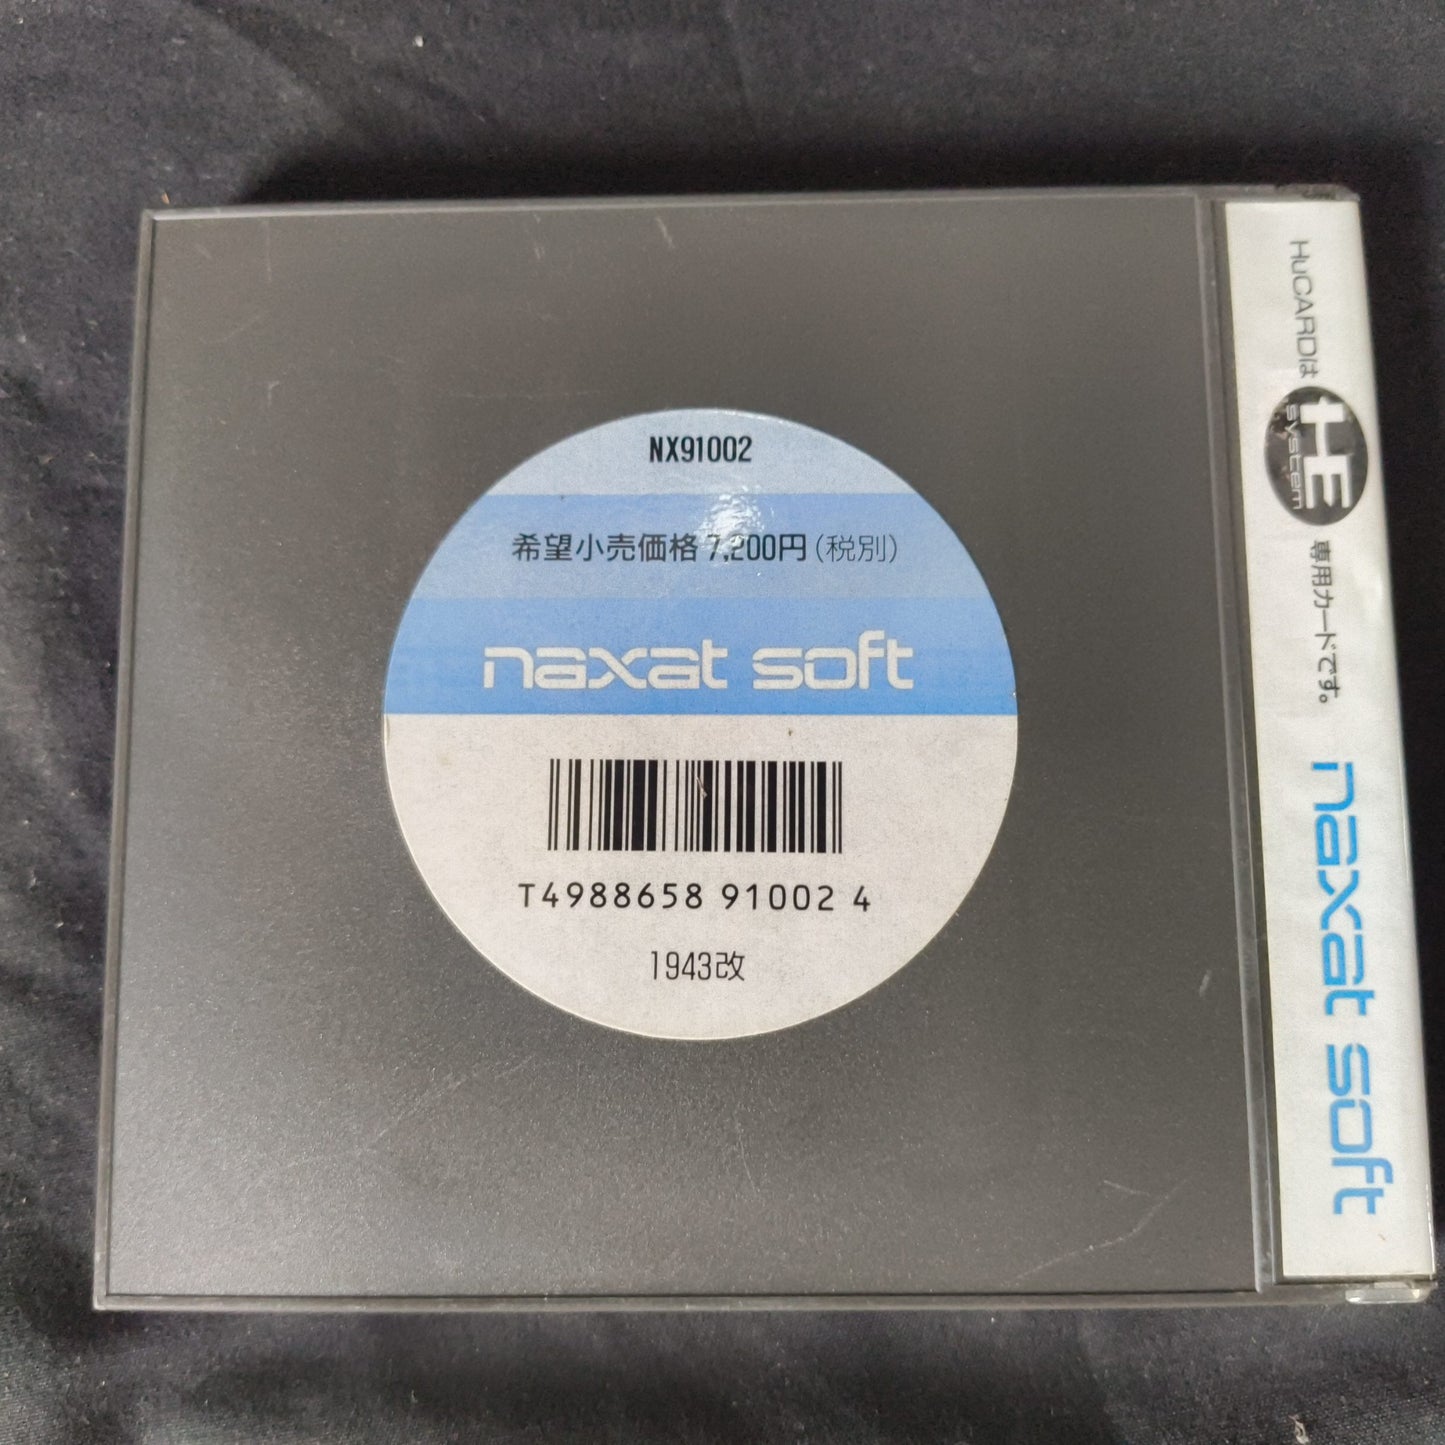 NX91002
希望小売価格 7,200円(税別)
naxat soft
T4988658 91002 4
1943改
HuCARDは
HE
system
専用カードです。
naxat soft